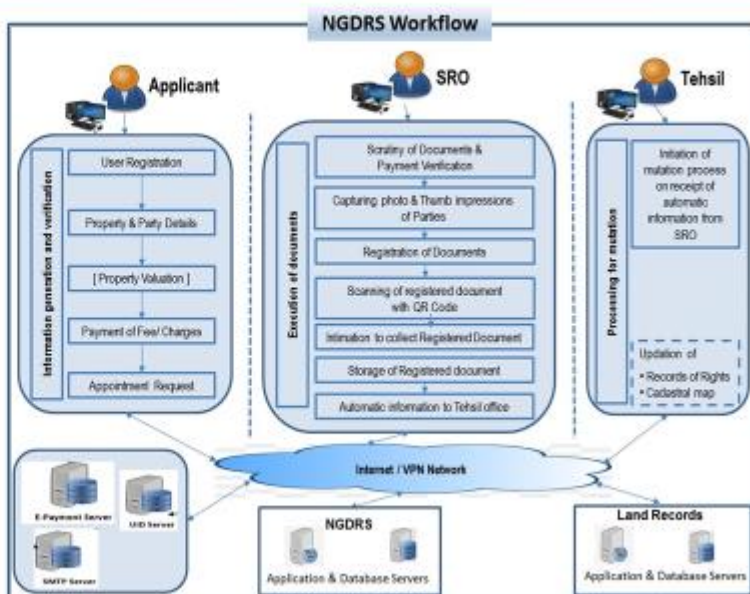 NGDRS Workflow
Applicant
Information generation and verification
User Registration
Property & Party Details
[ Property Valuation ]
Payment of Fee/ Charges
Appointment Request
SRO
Execution of documents
Scrutiny of Documents &
Payment Verification
Capturing photo & Thumb impressions
of Parties
Registration of Documents
Scanning of registered document
with QR Code
Intimation to collect Registered Document
Storage of Registered document
Automatic information to Tehsil office
Tehsil
Processing for mutation
Initiation of
mutation process
on receipt of
automatic
information from
SRO
Updation of
▪ Records of Rights
▪ Cadastral map
Internet / VPN Network
E-Payment Server
UID Server
SMTP Server
NGDRS
Application & Database Servers
Land Records
Application & Database Servers